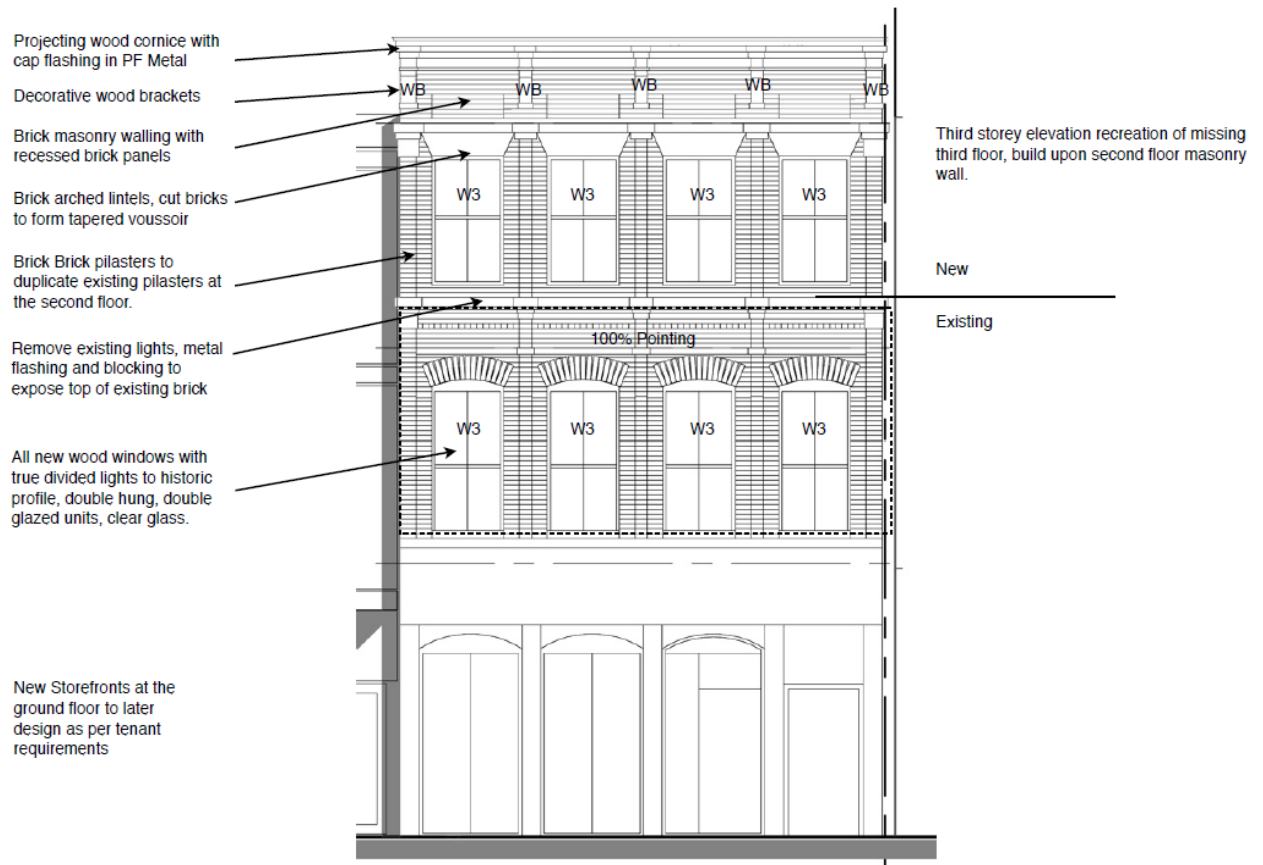 Projecting wood cornice with
cap flashing in PF Metal
Decorative wood brackets
Brick masonry walling with
recessed brick panels
Brick arched lintels, cut bricks
to form tapered voussoir
Brick Brick pilasters to
duplicate existing pilasters at
the second floor.
Remove existing lights, metal
flashing and blocking to
expose top of existing brick
All new wood windows with
true divided lights to historic
profile, double hung, double
glazed units, clear glass.
New Storefronts at the
ground floor to later
design as per tenant
requirements
WB WB WB WB WB
W3 W3 W3 W3
100% Pointing
W3 W3 W3 W3
Third storey elevation recreation of missing
third floor, build upon second floor masonry
wall.
New
Existing